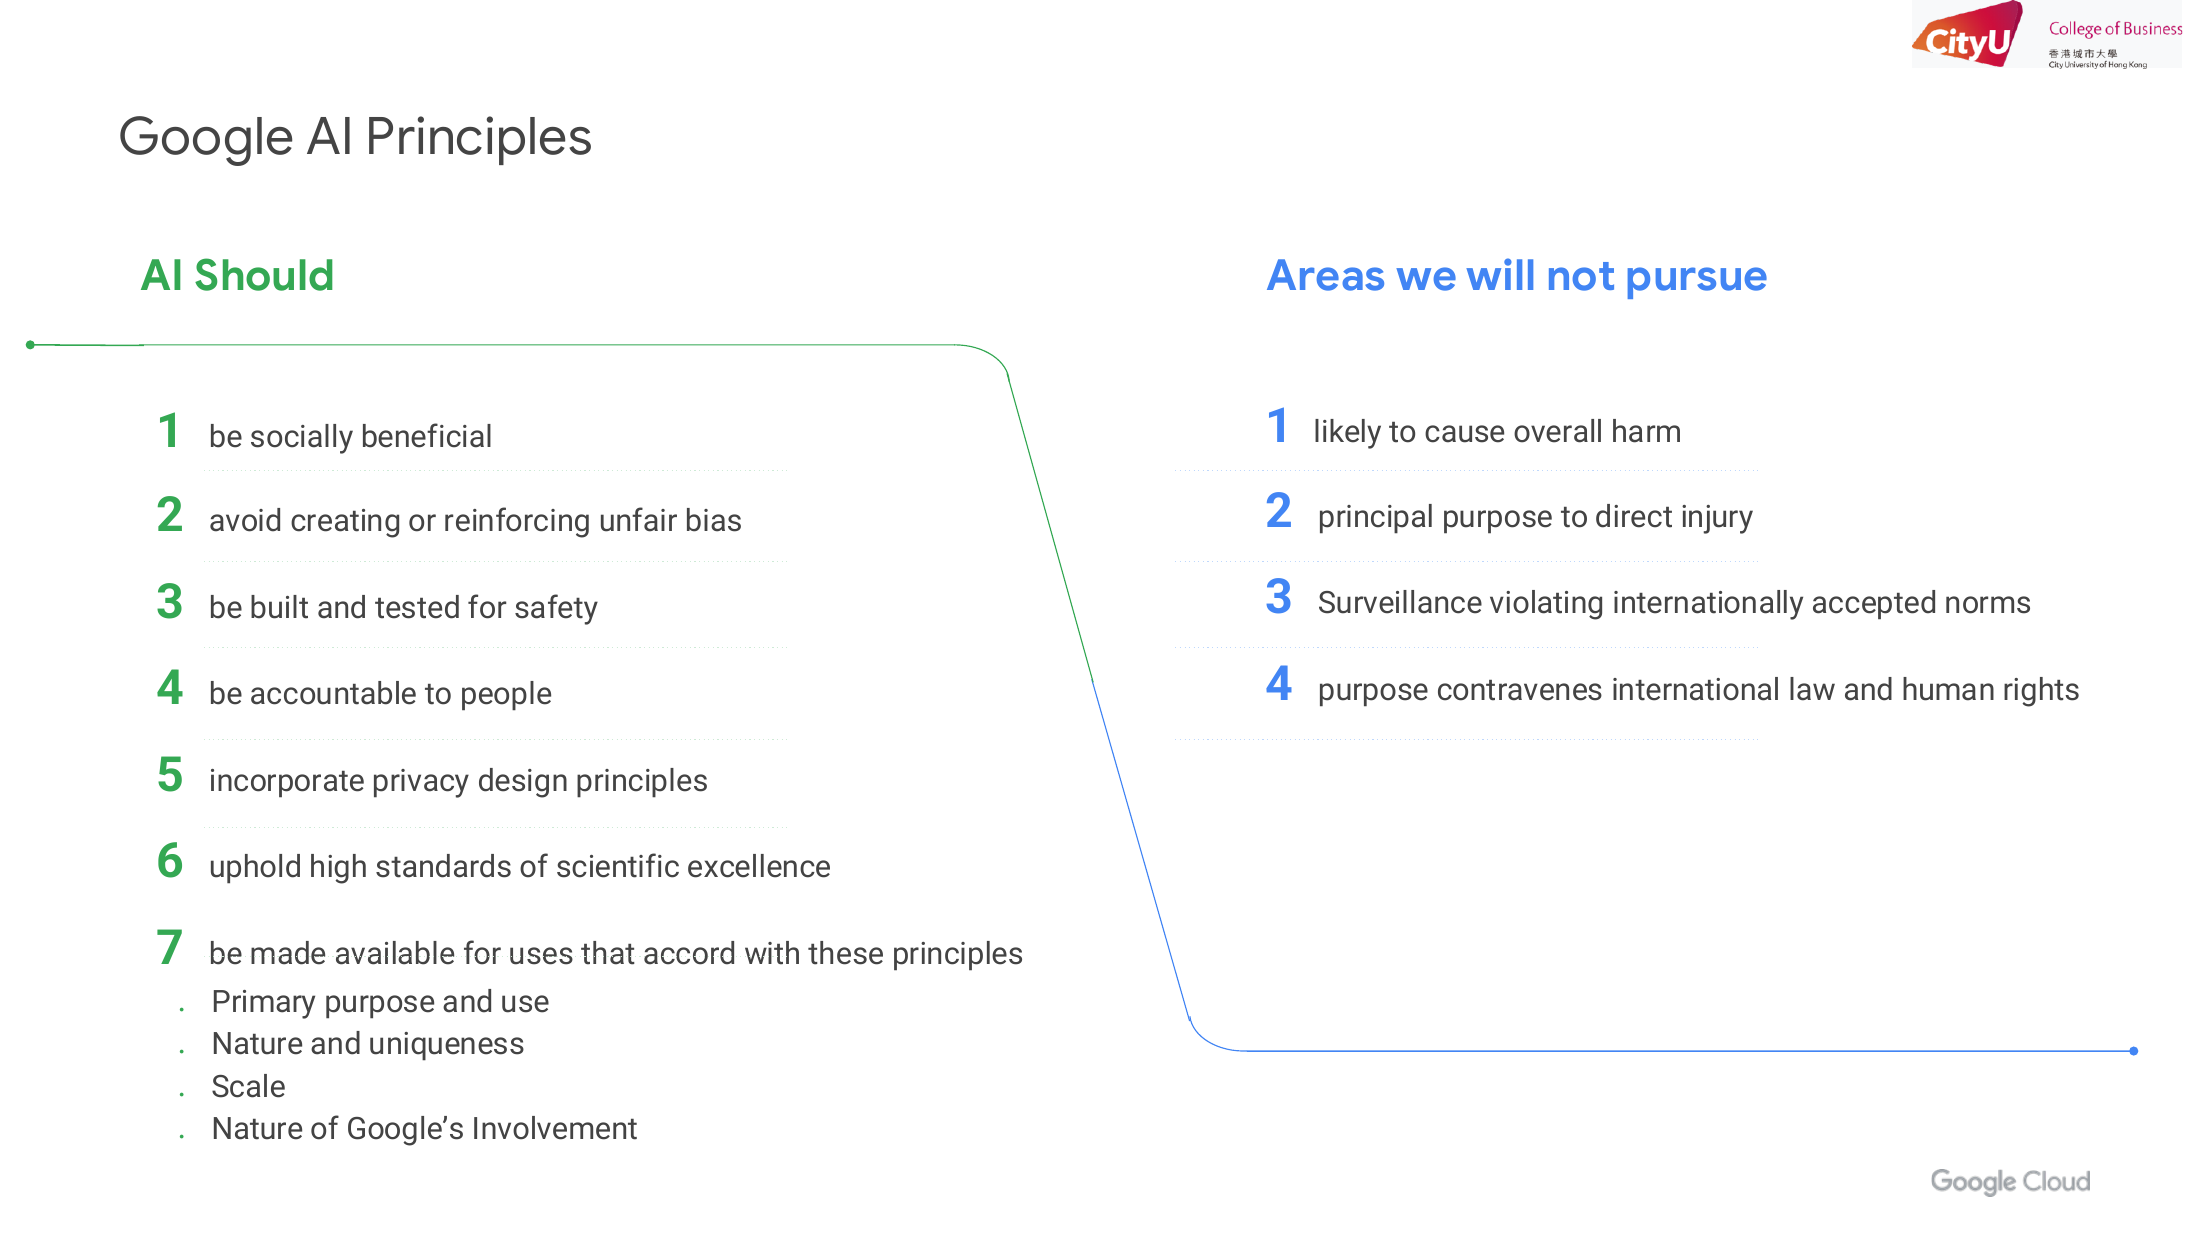 CityU
College of Business
香港城市大學
City University of Hong Kong
Google AI Principles
AI Should
1 be socially beneficial
2 avoid creating or reinforcing unfair bias
3 be built and tested for safety
4 be accountable to people
5 incorporate privacy design principles
6 uphold high standards of scientific excellence
7 be made available for uses that accord with these principles
. Primary purpose and use
. Nature and uniqueness
. Scale
. Nature of Google’s Involvement
Areas we will not pursue
1 likely to cause overall harm
2 principal purpose to direct injury
3 Surveillance violating internationally accepted norms
4 purpose contravenes international law and human rights
Google Cloud